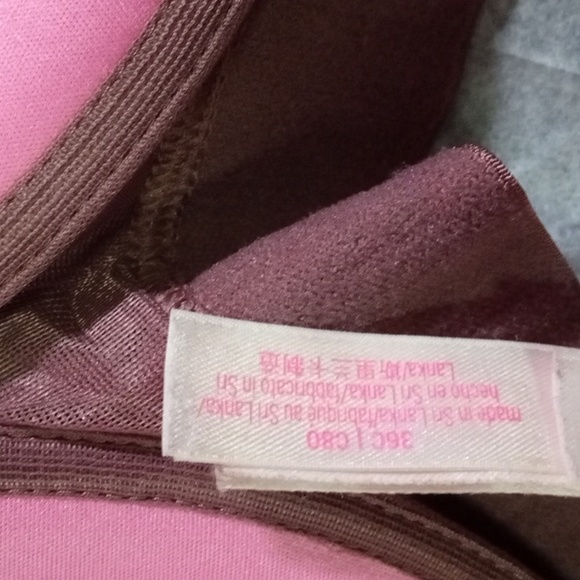 36C | C80
made in Sri Lanka/fabriqué au Sri Lanka/
hecho en Sri Lanka/fabbricato in Sri
Lanka/斯里兰卡制造